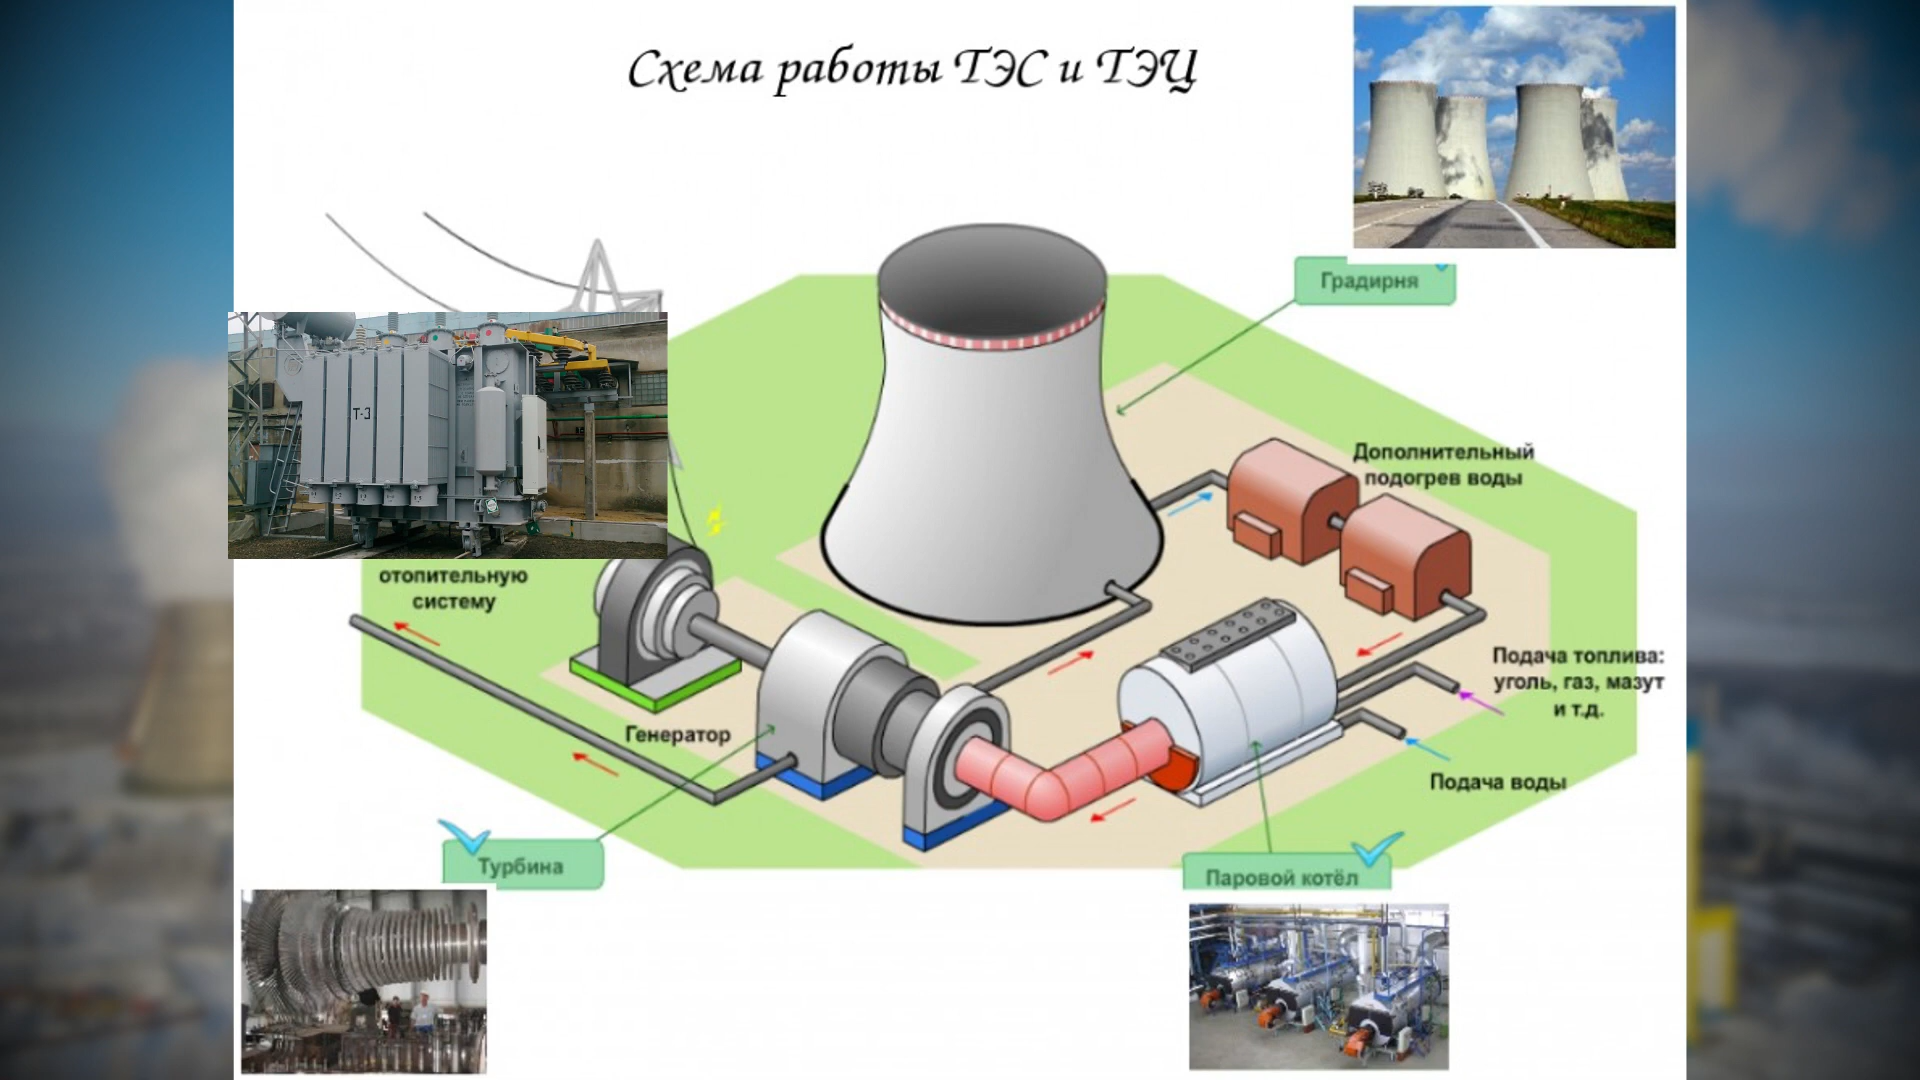 Схема работы ТЭС и ТЭЦ
Градирня
Т-3
Дополнительный
подогрев воды
отопительную
систему
Подача топлива:
уголь, газ, мазут
и т.д.
Генератор
Подача воды
Турбина
Паровой котёл